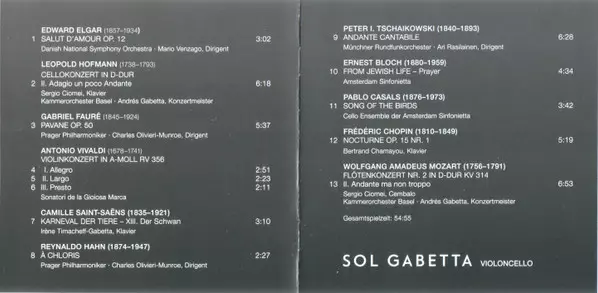 EDWARD ELGAR (1857–1934)
1 SALUT D'AMOUR OP. 12 3:02
Danish National Symphony Orchestra · Mario Venzago, Dirigent
LEOPOLD HOFMANN (1738–1793)
CELLOKONZERT IN D-DUR
2 II. Adagio un poco Andante 6:18
Sergio Ciomei, Klavier
Kammerorchester Basel · Andrés Gabetta, Konzertmeister
GABRIEL FAURÉ (1845–1924)
3 PAVANE OP. 50 5:37
Prager Philharmoniker · Charles Olivieri-Munroe, Dirigent
ANTONIO VIVALDI (1678–1741)
VIOLINKONZERT IN A-MOLL RV 356
4 I. Allegro 2:51
5 II. Largo 2:23
6 III. Presto 2:11
Sonatori de la Gioiosa Marca
CAMILLE SAINT-SAËNS (1835–1921)
7 KARNEVAL DER TIERE – XIII. Der Schwan 3:10
Irène Timacheff-Gabetta, Klavier
REYNALDO HAHN (1874–1947)
8 À CHLORIS 2:27
Prager Philharmoniker · Charles Olivieri-Munroe, Dirigent
PETER I. TSCHAIKOWSKI (1840–1893)
9 ANDANTE CANTABILE 6:28
Münchner Rundfunkorchester · Ari Rasilainen, Dirigent
ERNEST BLOCH (1880–1959)
10 FROM JEWISH LIFE – Prayer 4:34
Amsterdam Sinfonietta
PABLO CASALS (1876–1973)
11 SONG OF THE BIRDS 3:42
Cello Ensemble der Amsterdam Sinfonietta
FRÉDÉRIC CHOPIN (1810–1849)
12 NOCTURNE OP. 15 NR. 1 5:19
Bertrand Chamayou, Klavier
WOLFGANG AMADEUS MOZART (1756–1791)
FLÖTENKONZERT NR. 2 IN D-DUR KV 314
13 II. Andante ma non troppo 6:53
Sergio Ciomei, Cembalo
Kammerorchester Basel · Andrés Gabetta, Konzertmeister
Gesamtspielzeit: 54:55
SOL GABETTA VIOLONCELLO